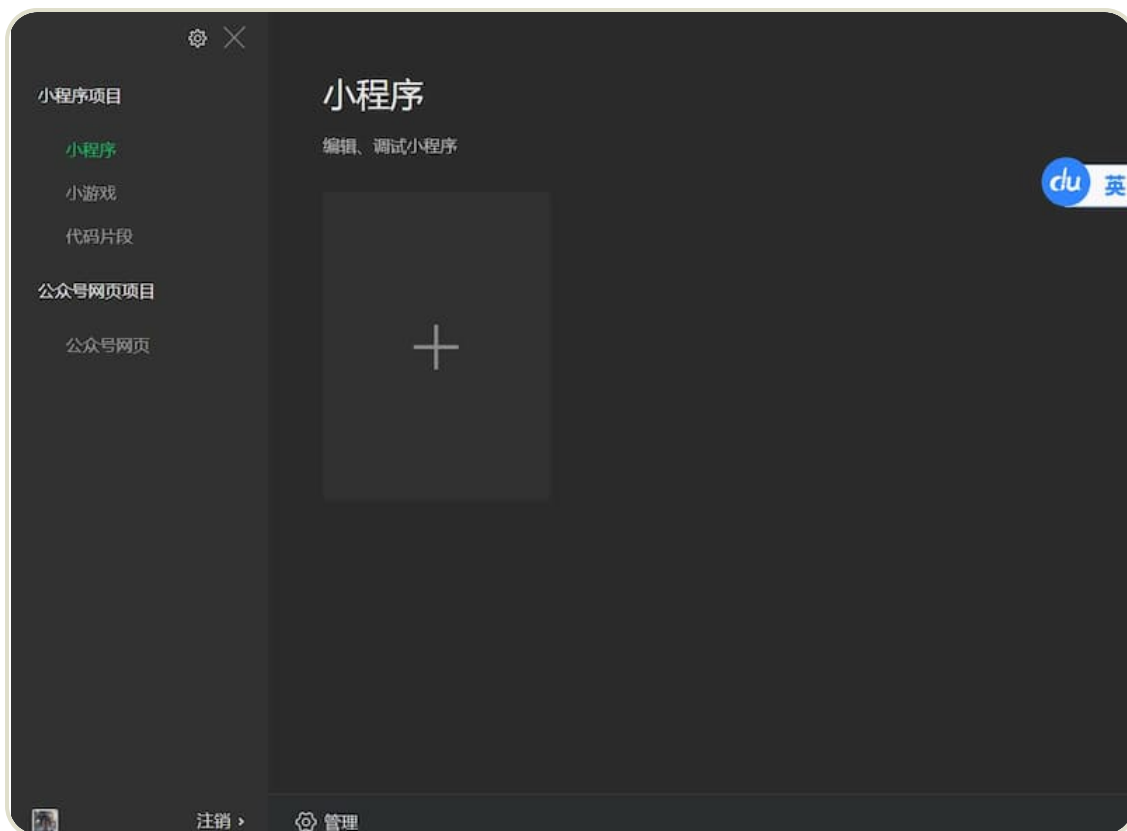 小程序项目
小程序
小游戏
代码片段
公众号网页项目
公众号网页
注销
小程序
编辑、调试小程序
du 英
管理